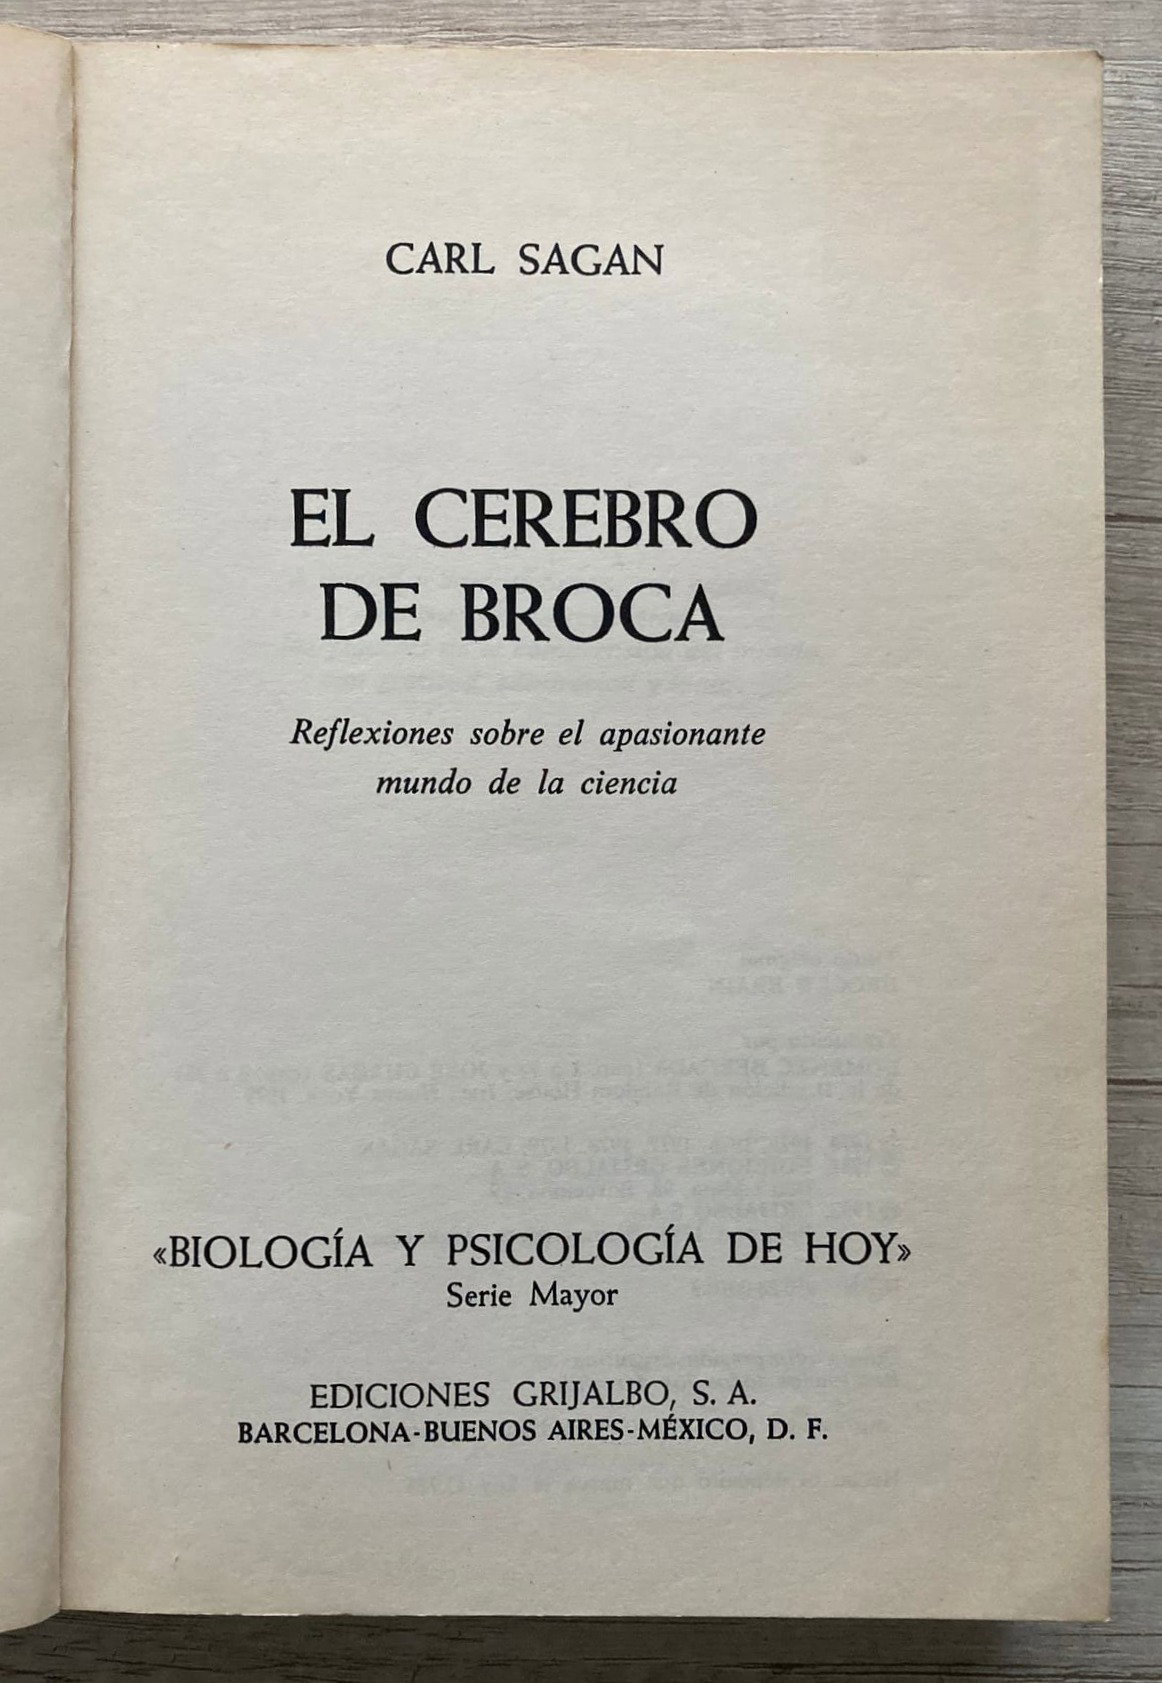 CARL SAGAN
EL CEREBRO
DE BROCA
Reflexiones sobre el apasionante
mundo de la ciencia
«BIOLOGÍA Y PSICOLOGÍA DE HOY»
Serie Mayor
EDICIONES GRIJALBO, S. A.
BARCELONA-BUENOS AIRES-MÉXICO, D. F.